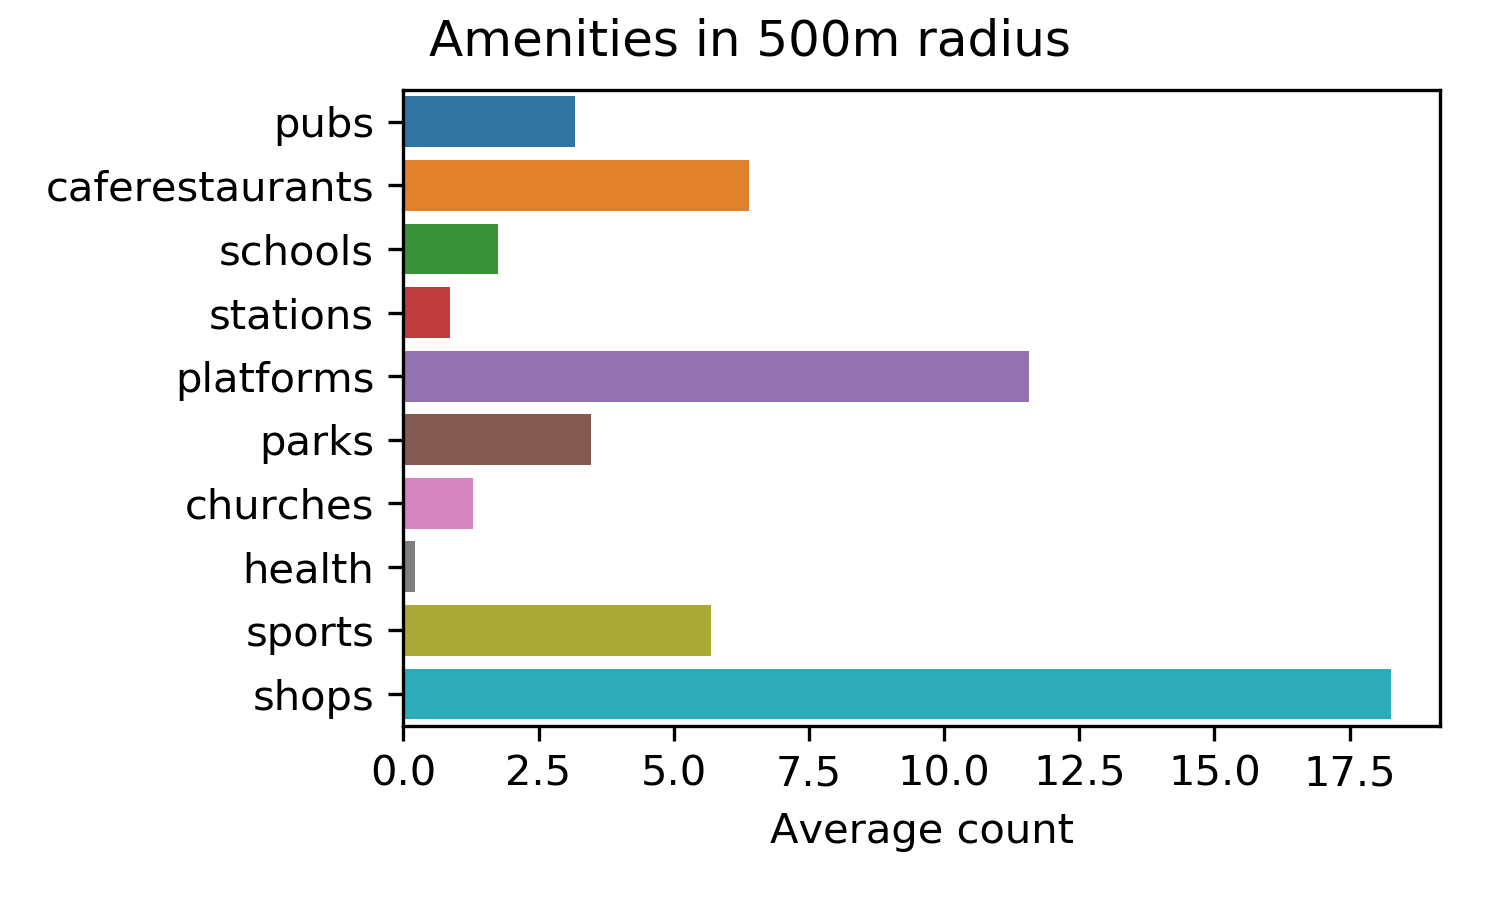 Amenities in 500m radius
pubs
caferestaurants
schools
stations
platforms
parks
churches
health
sports
shops
0.0 2.5 5.0 7.5 10.0 12.5 15.0 17.5
Average count